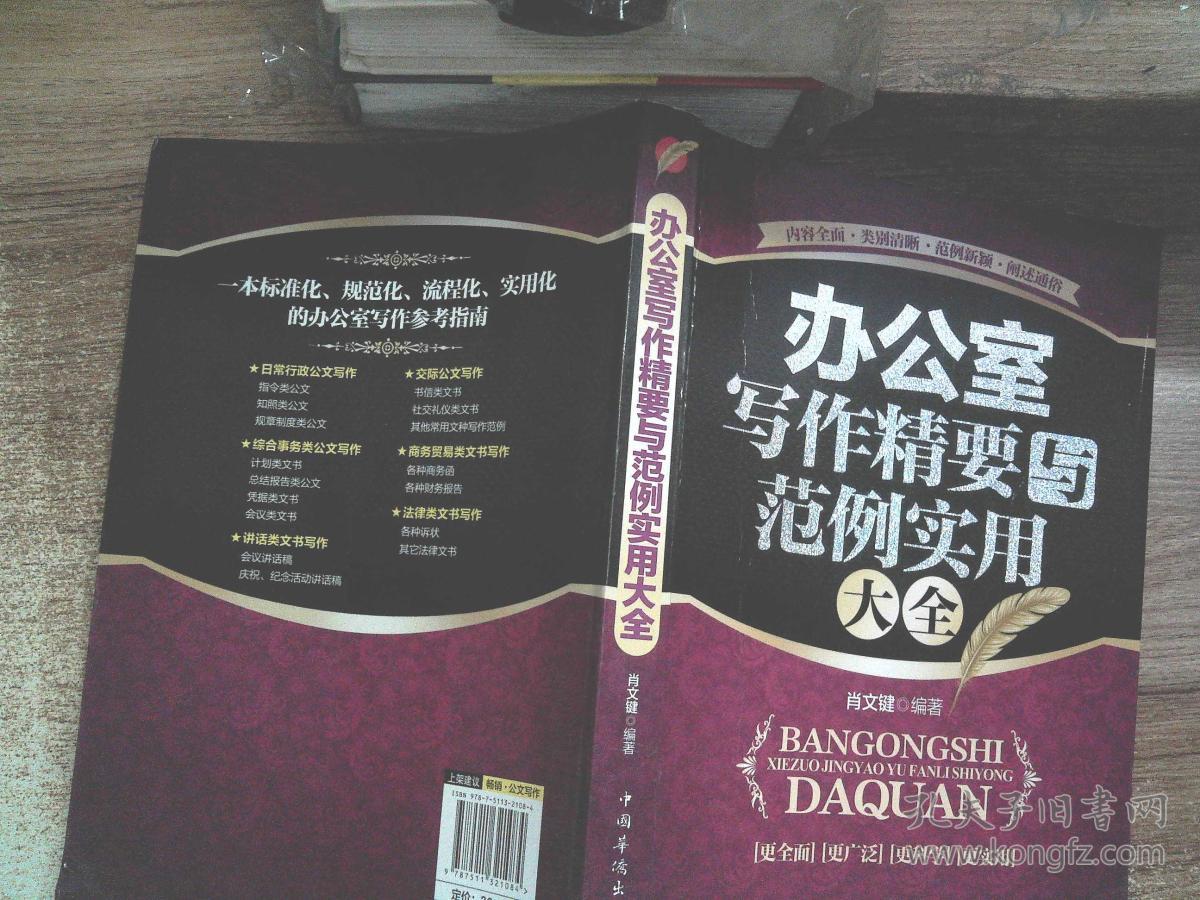 一本标准化、规范化、流程化、实用化
的办公室写作参考指南
★日常行政公文写作
指令类公文
知照类公文
规章制度类公文
★综合事务类公文写作
计划类文书
总结报告类公文
凭据类文书
会议类文书
★讲话类文书写作
会议讲话稿
庆祝、纪念活动讲话稿
★交际公文写作
书信类文书
社交礼仪类文书
其他常用文种写作范例
★商务贸易类文书写作
各种商务函
各种财务报告
★法律类文书写作
各种诉状
其它法律文书
上架建议 畅销·公文写作
ISBN 978-7-5113-2108-4
9 787511 321084 >
定价:
办公室写作精要与范例实用大全
肖文键◎编著
中國華僑出
内容全面·类别清晰·范例新颖·阐述通俗
办公室
写作精要与
范例实用
大全
肖文键◎编著
BANGONGSHI
XIEZUO JINGYAO YU FANLI SHIYONG
DAQUAN
[更全面] [更广泛]
孔夫子旧书网
www.kongfz.com